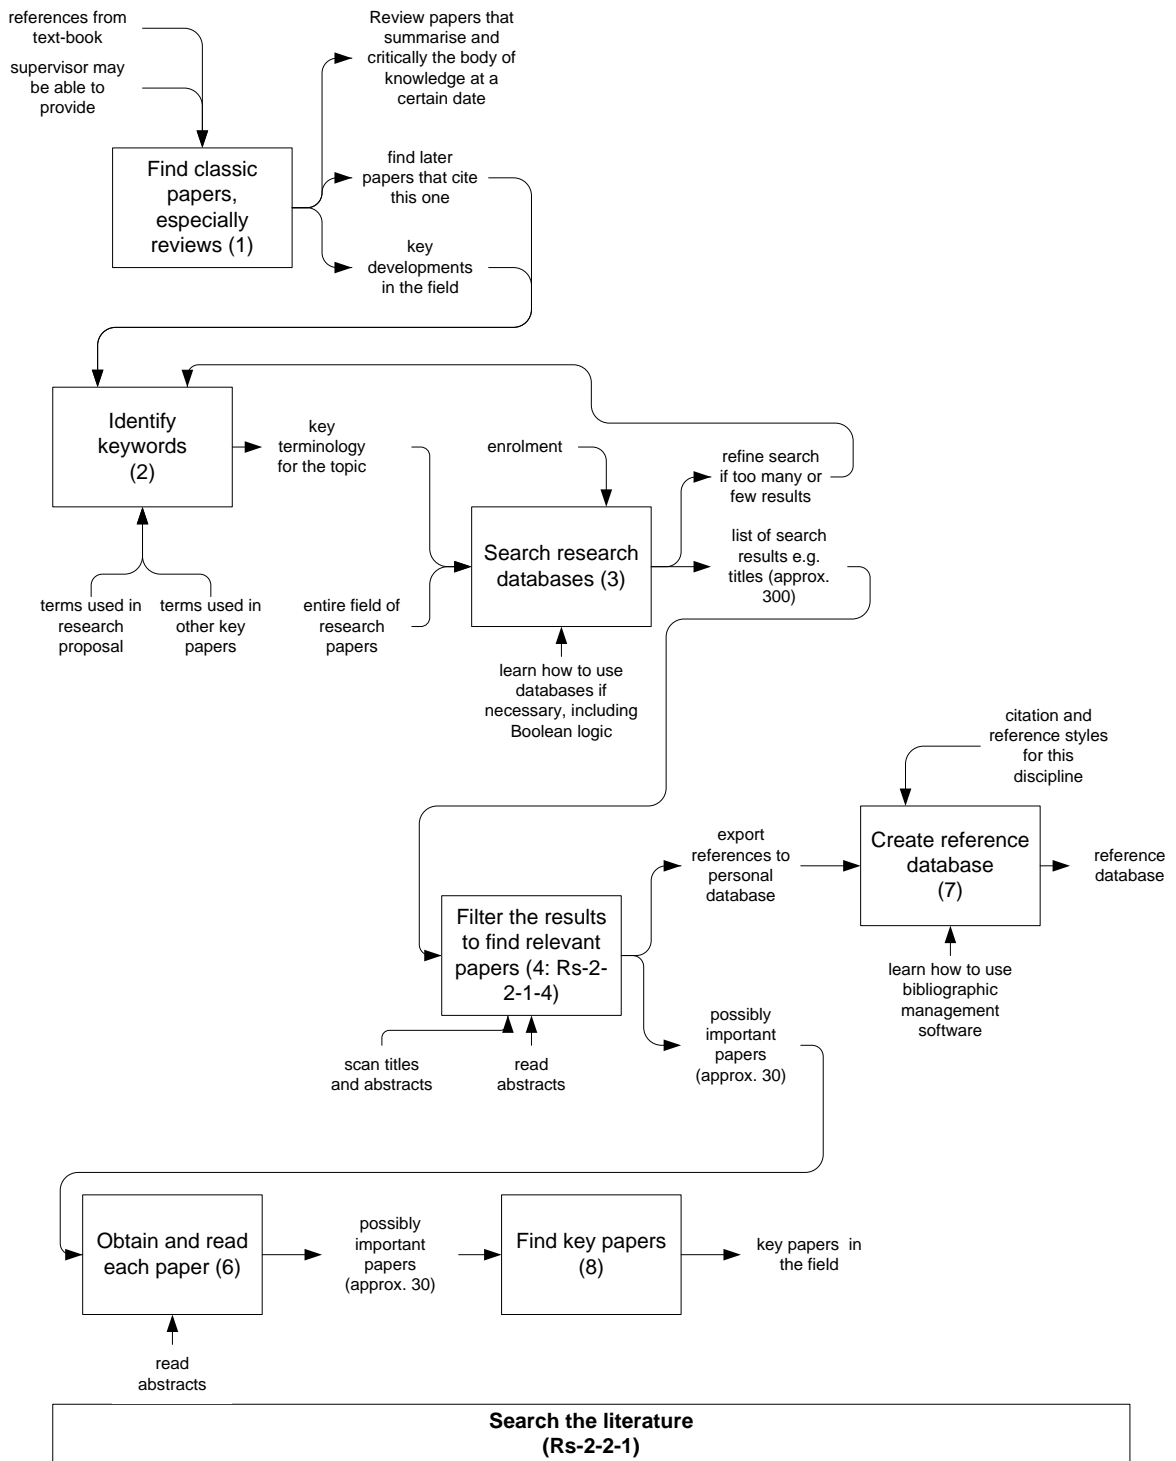 references from
text-book
supervisor may
be able to
provide
Review papers that
summarise and
critically the body of
knowledge at a
certain date
Find classic
papers,
especially
reviews (1)
find later
papers that cite
this one
key
developments
in the field
Identify
keywords
(2)
key
terminology
for the topic
enrolment
refine search
if too many or
few results
Search research
databases (3)
list of search
results e.g.
titles (approx.
300)
terms used in
research
proposal
terms used in
other key
papers
entire field of
research
papers
learn how to use
databases if
necessary, including
Boolean logic
citation and
reference styles
for this
discipline
export
references to
personal
database
Create reference
database
(7)
reference
database
Filter the results
to find relevant
papers (4: Rs-2-
2-1-4)
learn how to use
bibliographic
management
software
possibly
important
papers
(approx. 30)
scan titles
and abstracts
read
abstracts
Obtain and read
each paper (6)
possibly
important
papers
(approx. 30)
Find key papers
(8)
key papers in
the field
read
abstracts
Search the literature
(Rs-2-2-1)